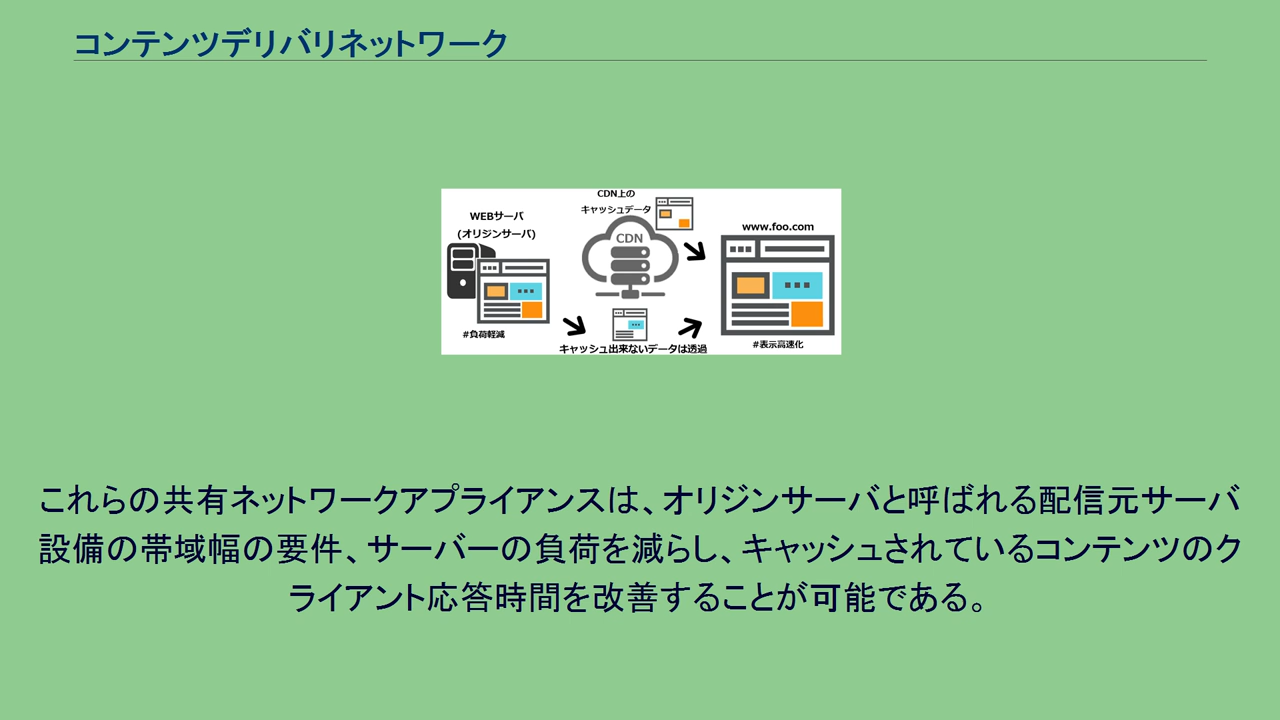 コンテンツデリバリネットワーク
CDN上の
キャッシュデータ
WEBサーバ
(オリジンサーバ)
CDN
www.foo.com
#負荷軽減
キャッシュ出来ないデータは透過
#表示高速化
これらの共有ネットワークアプライアンスは、オリジンサーバと呼ばれる配信元サーバ
設備の帯域幅の要件、サーバーの負荷を減らし、キャッシュされているコンテンツのク
ライアント応答時間を改善することが可能である。